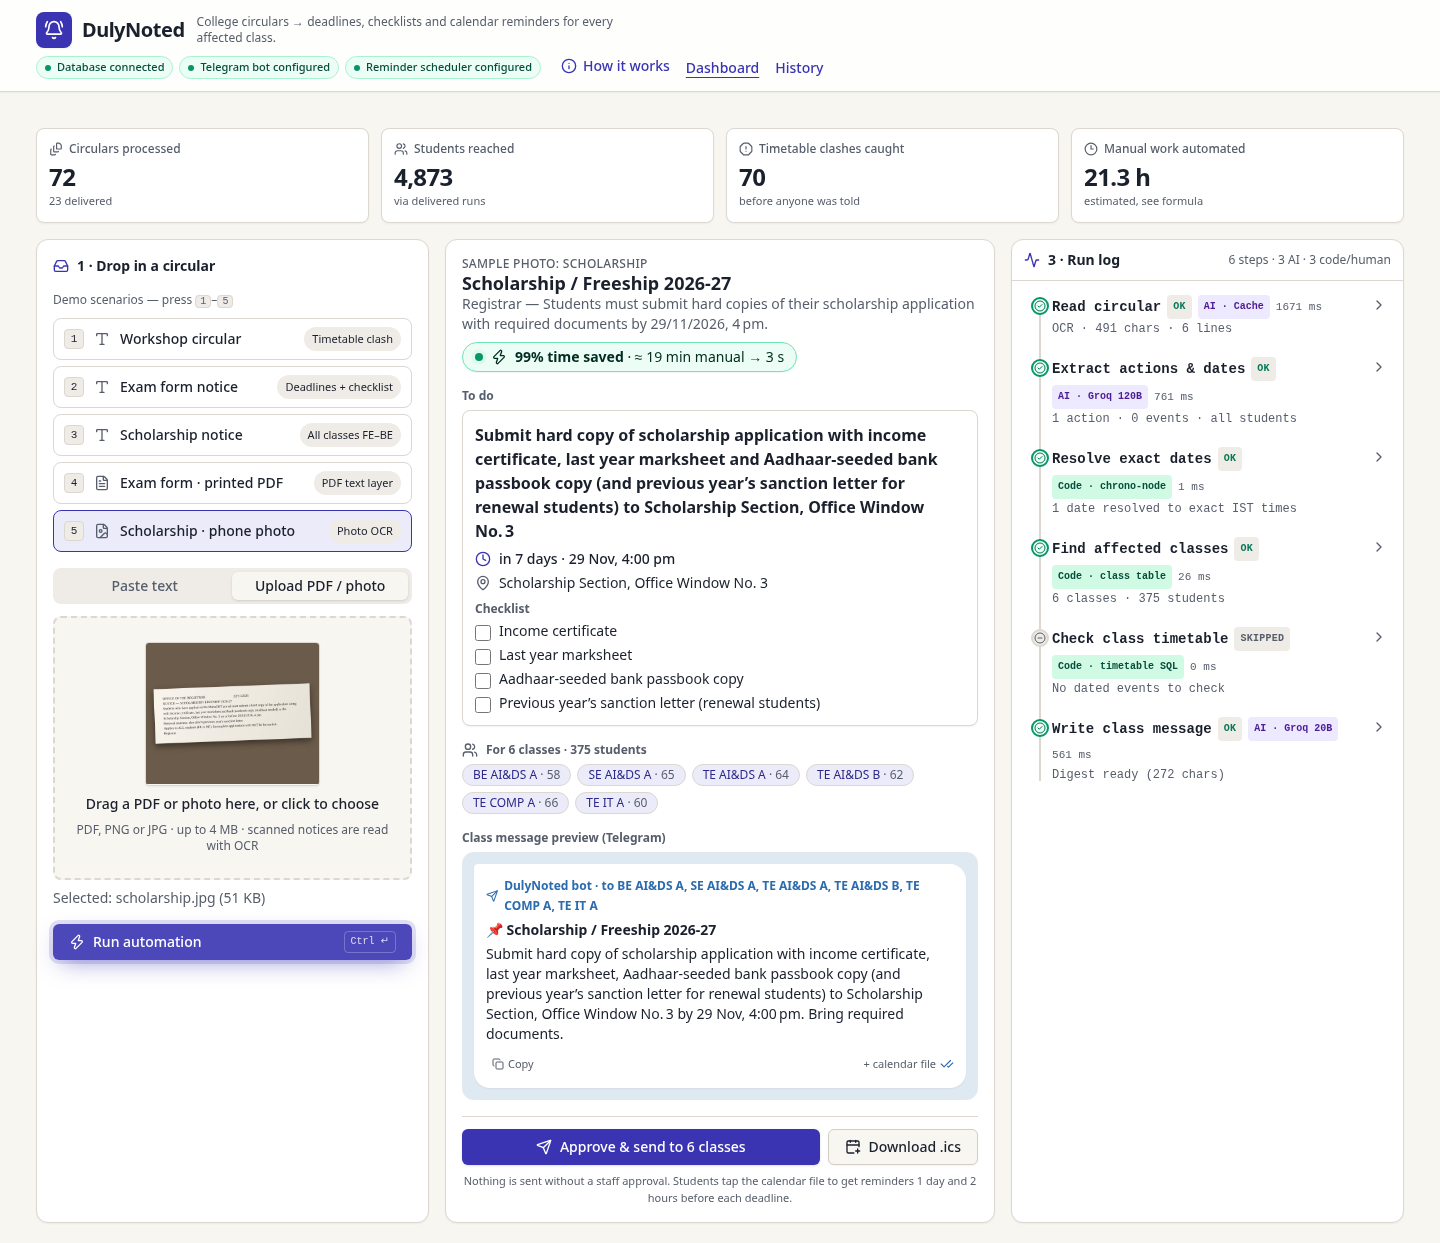 DulyNoted
College circulars → deadlines, checklists and calendar reminders for every
affected class.
Database connected
Telegram bot configured
Reminder scheduler configured
How it works
Dashboard
History
Circulars processed
72
23 delivered
Students reached
4,873
via delivered runs
Timetable clashes caught
70
before anyone was told
Manual work automated
21.3 h
estimated, see formula
1 · Drop in a circular
Demo scenarios — press 1–5
1 Workshop circular Timetable clash
2 Exam form notice Deadlines + checklist
3 Scholarship notice All classes FE–BE
4 Exam form · printed PDF PDF text layer
5 Scholarship · phone photo Photo OCR
Paste text Upload PDF / photo
Drag a PDF or photo here, or click to choose
PDF, PNG or JPG · up to 4 MB · scanned notices are read
with OCR
Selected: scholarship.jpg (51 KB)
Run automation Ctrl ↵
SAMPLE PHOTO: SCHOLARSHIP
Scholarship / Freeship 2026-27
Registrar — Students must submit hard copies of their scholarship application
with required documents by 29/11/2026, 4 pm.
99% time saved · ≈ 19 min manual → 3 s
To do
Submit hard copy of scholarship application with income
certificate, last year marksheet and Aadhaar-seeded bank
passbook copy (and previous year’s sanction letter for
renewal students) to Scholarship Section, Office Window
No. 3
in 7 days · 29 Nov, 4:00 pm
Scholarship Section, Office Window No. 3
Checklist
Income certificate
Last year marksheet
Aadhaar-seeded bank passbook copy
Previous year’s sanction letter (renewal students)
For 6 classes · 375 students
BE AI&DS A · 58
SE AI&DS A · 65
TE AI&DS A · 64
TE AI&DS B · 62
TE COMP A · 66
TE IT A · 60
Class message preview (Telegram)
DulyNoted bot · to BE AI&DS A, SE AI&DS A, TE AI&DS A, TE AI&DS B, TE
COMP A, TE IT A
📌 Scholarship / Freeship 2026-27
Submit hard copy of scholarship application with income certificate,
last year marksheet, Aadhaar-seeded bank passbook copy (and
previous year’s sanction letter for renewal students) to Scholarship
Section, Office Window No. 3 by 29 Nov, 4:00 pm. Bring required
documents.
Copy
+ calendar file
Approve & send to 6 classes
Download .ics
Nothing is sent without a staff approval. Students tap the calendar file to get reminders 1 day and 2
hours before each deadline.
3 · Run log
6 steps · 3 AI · 3 code/human
Read circular OK AI · Cache 1671 ms
OCR · 491 chars · 6 lines
Extract actions & dates OK
AI · Groq 120B 761 ms
1 action · 0 events · all students
Resolve exact dates OK
Code · chrono-node 1 ms
1 date resolved to exact IST times
Find affected classes OK
Code · class table 26 ms
6 classes · 375 students
Check class timetable SKIPPED
Code · timetable SQL 0 ms
No dated events to check
Write class message OK AI · Groq 20B
561 ms
Digest ready (272 chars)